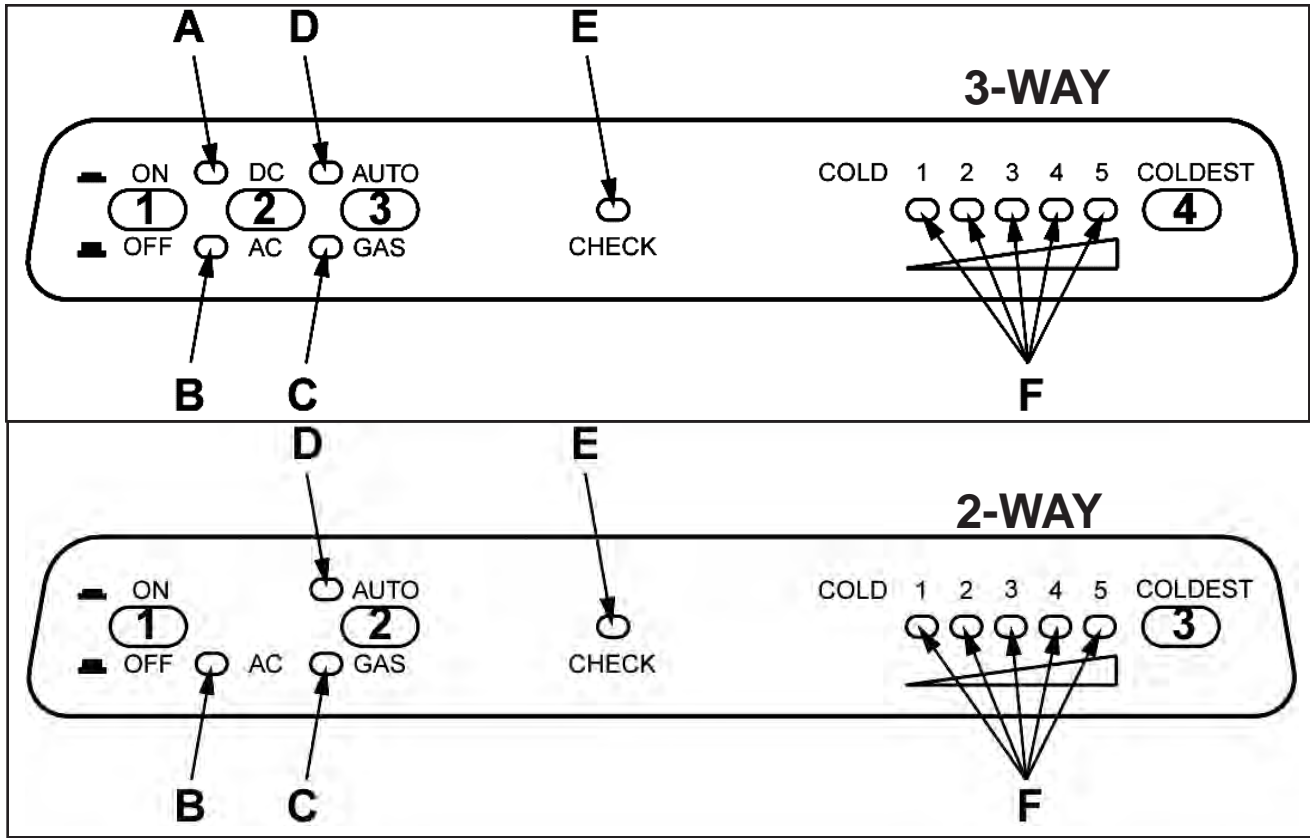 A D E
3-WAY
ON DC AUTO COLD 1 2 3 4 5 COLDEST
1 2 3 4
OFF AC GAS CHECK
B C F
D E
2-WAY
ON AUTO COLD 1 2 3 4 5 COLDEST
1 2 3
OFF AC GAS CHECK
B C F